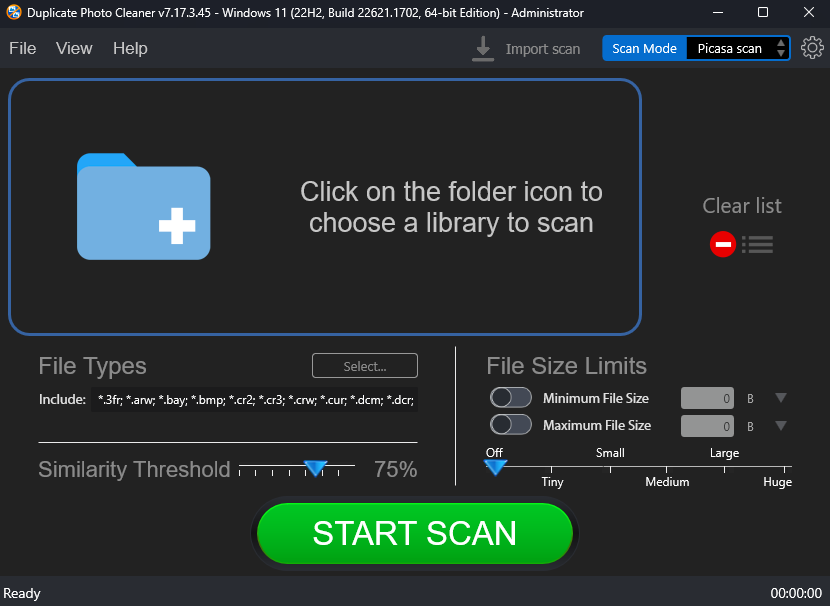 Duplicate Photo Cleaner v7.17.3.45 - Windows 11 (22H2, Build 22621.1702, 64-bit Edition) - Administrator
File View Help
Import scan
Scan Mode Picasa scan
Click on the folder icon to
choose a library to scan
Clear list
File Types
Select...
Include: *.3fr; *.arw; *.bay; *.bmp; *.cr2; *.cr3; *.crw; *.cur; *.dcm; *.dcr;
Similarity Threshold 75%
File Size Limits
Minimum File Size 0 B
Maximum File Size 0 B
Off Small Large
Tiny Medium Huge
START SCAN
Ready 00:00:00